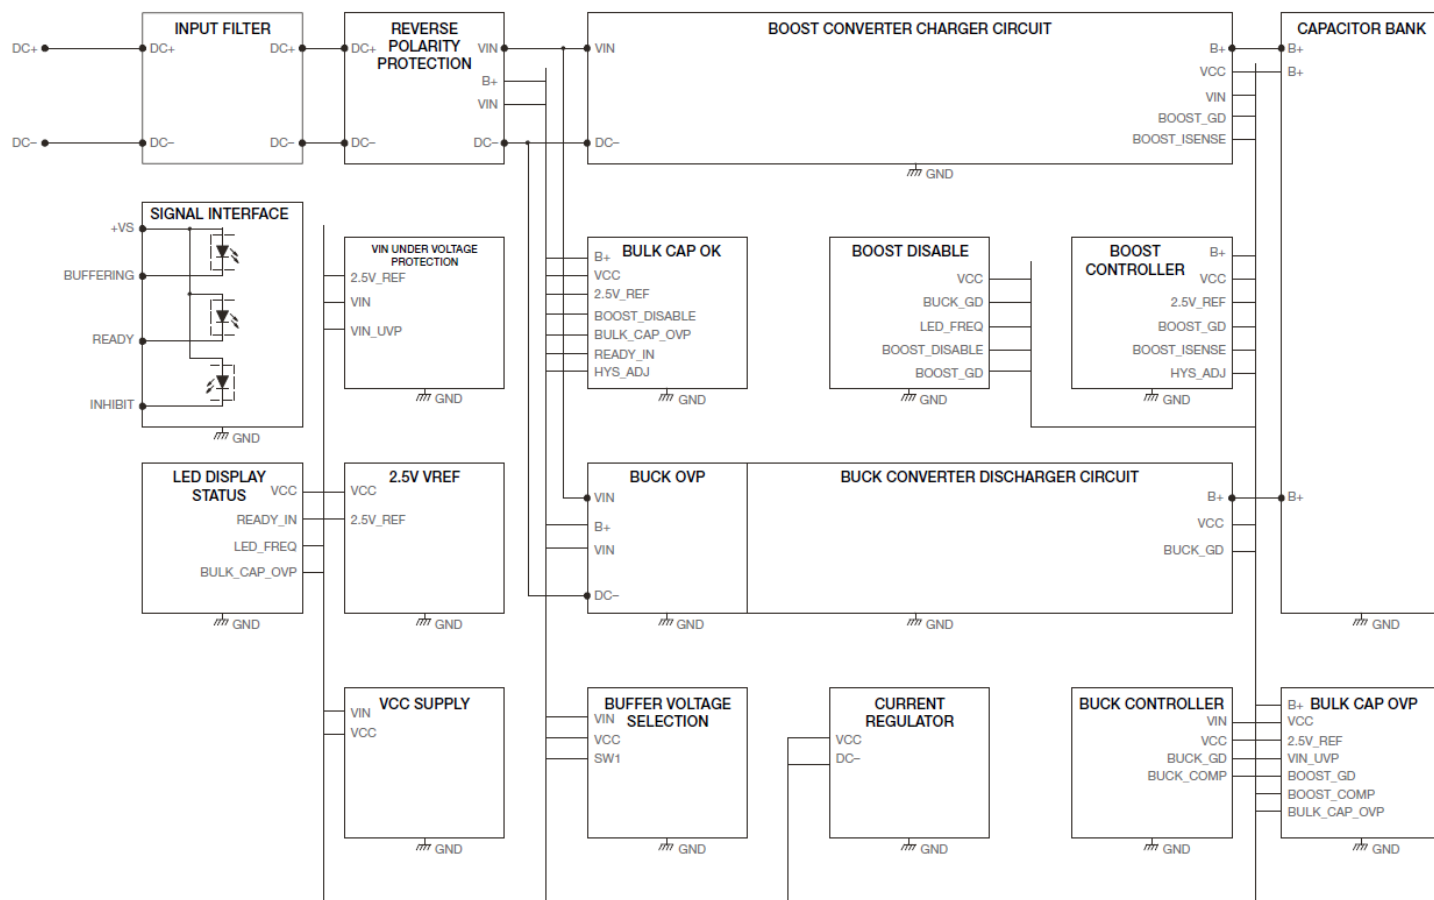 INPUT FILTER
DC+
DC+
DC+
DC−
DC−
DC−
REVERSE
POLARITY
PROTECTION
DC+
VIN
B+
VIN
DC−
DC−
BOOST CONVERTER CHARGER CIRCUIT
VIN
B+
VCC
VIN
BOOST_GD
BOOST_ISENSE
DC−
GND
CAPACITOR BANK
B+
B+
B+
GND
SIGNAL INTERFACE
+VS
BUFFERING
READY
INHIBIT
GND
VIN UNDER VOLTAGE
PROTECTION
2.5V_REF
VIN
VIN_UVP
GND
BULK CAP OK
B+
VCC
2.5V_REF
BOOST_DISABLE
BULK_CAP_OVP
READY_IN
HYS_ADJ
GND
BOOST DISABLE
VCC
BUCK_GD
LED_FREQ
BOOST_DISABLE
BOOST_GD
GND
BOOST
CONTROLLER
B+
VCC
2.5V_REF
BOOST_GD
BOOST_ISENSE
HYS_ADJ
GND
LED DISPLAY
STATUS
VCC
READY_IN
LED_FREQ
BULK_CAP_OVP
GND
2.5V VREF
VCC
2.5V_REF
GND
BUCK OVP
VIN
B+
VIN
DC−
GND
BUCK CONVERTER DISCHARGER CIRCUIT
B+
VCC
BUCK_GD
GND
VCC SUPPLY
VIN
VCC
GND
BUFFER VOLTAGE
SELECTION
VIN
VCC
SW1
GND
CURRENT
REGULATOR
VCC
DC−
GND
BUCK CONTROLLER
VIN
VCC
BUCK_GD
BUCK_COMP
GND
BULK CAP OVP
B+
VCC
2.5V_REF
VIN_UVP
BOOST_GD
BOOST_COMP
BULK_CAP_OVP
GND